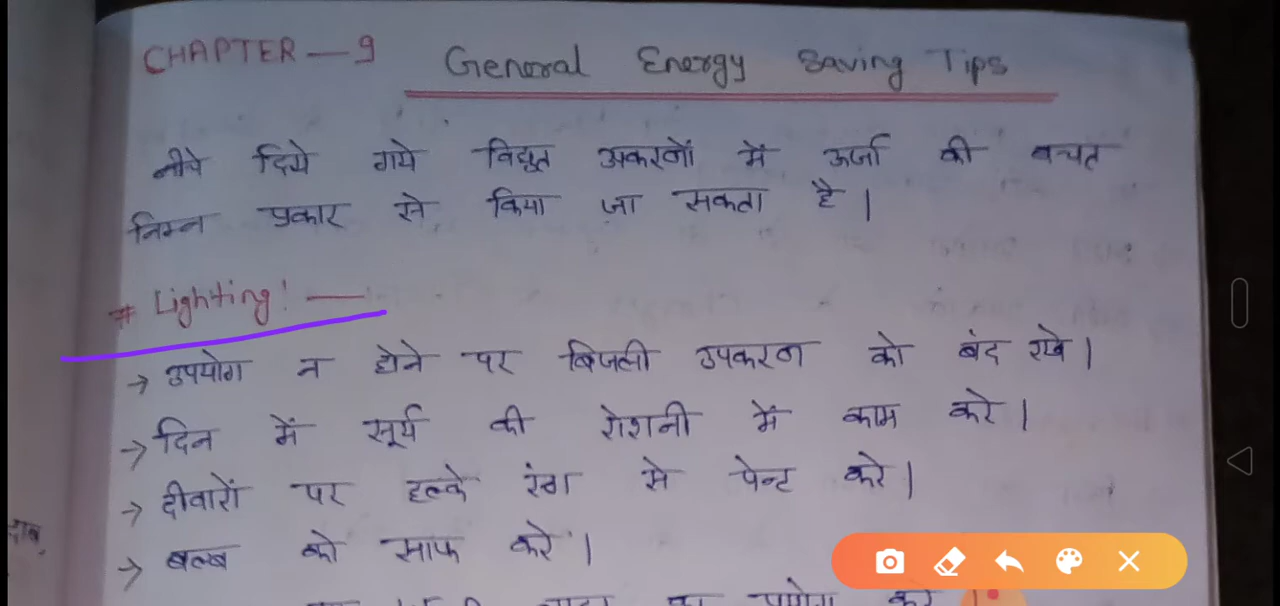 CHAPTER — 9 General Energy Saving Tips
नीचे दिये गये विद्युत उपकरणों में ऊर्जा की बचत
निम्न प्रकार से किया जा सकता है।
# Lighting! —
→ उपयोग न होने पर बिजली उपकरण को बंद रखे।
→ दिन में सूर्य की रोशनी में काम करे।
→ दीवारों पर हल्के रंग से पेन्ट करे।
→ बल्ब को साफ करे।